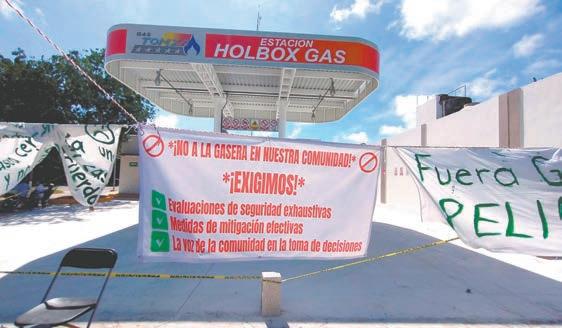 GAS
TOMZA
ESTACIÓN
HOLBOX GAS
*¡NO A LA GASERA EN NUESTRA COMUNIDAD!*
*¡EXIGIMOS!*
Evaluaciones de seguridad exhaustivas
Medidas de mitigación efectivas
La voz de la comunidad en la toma de decisiones
Fuera G
PELI
un